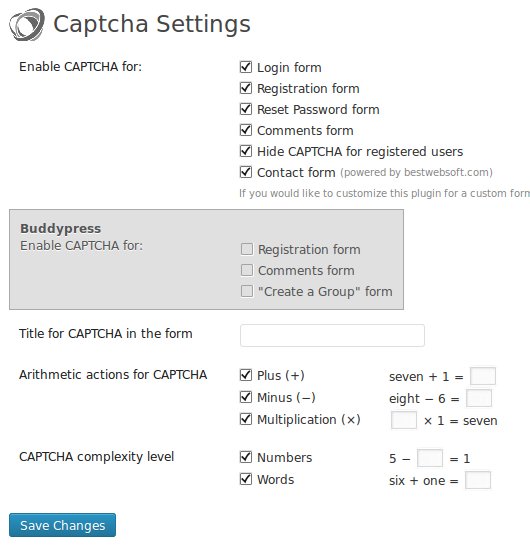 Captcha Settings
Enable CAPTCHA for:
Login form
Registration form
Reset Password form
Comments form
Hide CAPTCHA for registered users
Contact form (powered by bestwebsoft.com)
If you would like to customize this plugin for a custom form
Buddypress
Enable CAPTCHA for:
Registration form
Comments form
"Create a Group" form
Title for CAPTCHA in the form
Arithmetic actions for CAPTCHA
Plus (+) seven + 1 =
Minus (−) eight − 6 =
Multiplication (×) × 1 = seven
CAPTCHA complexity level
Numbers 5 − = 1
Words six + one =
Save Changes